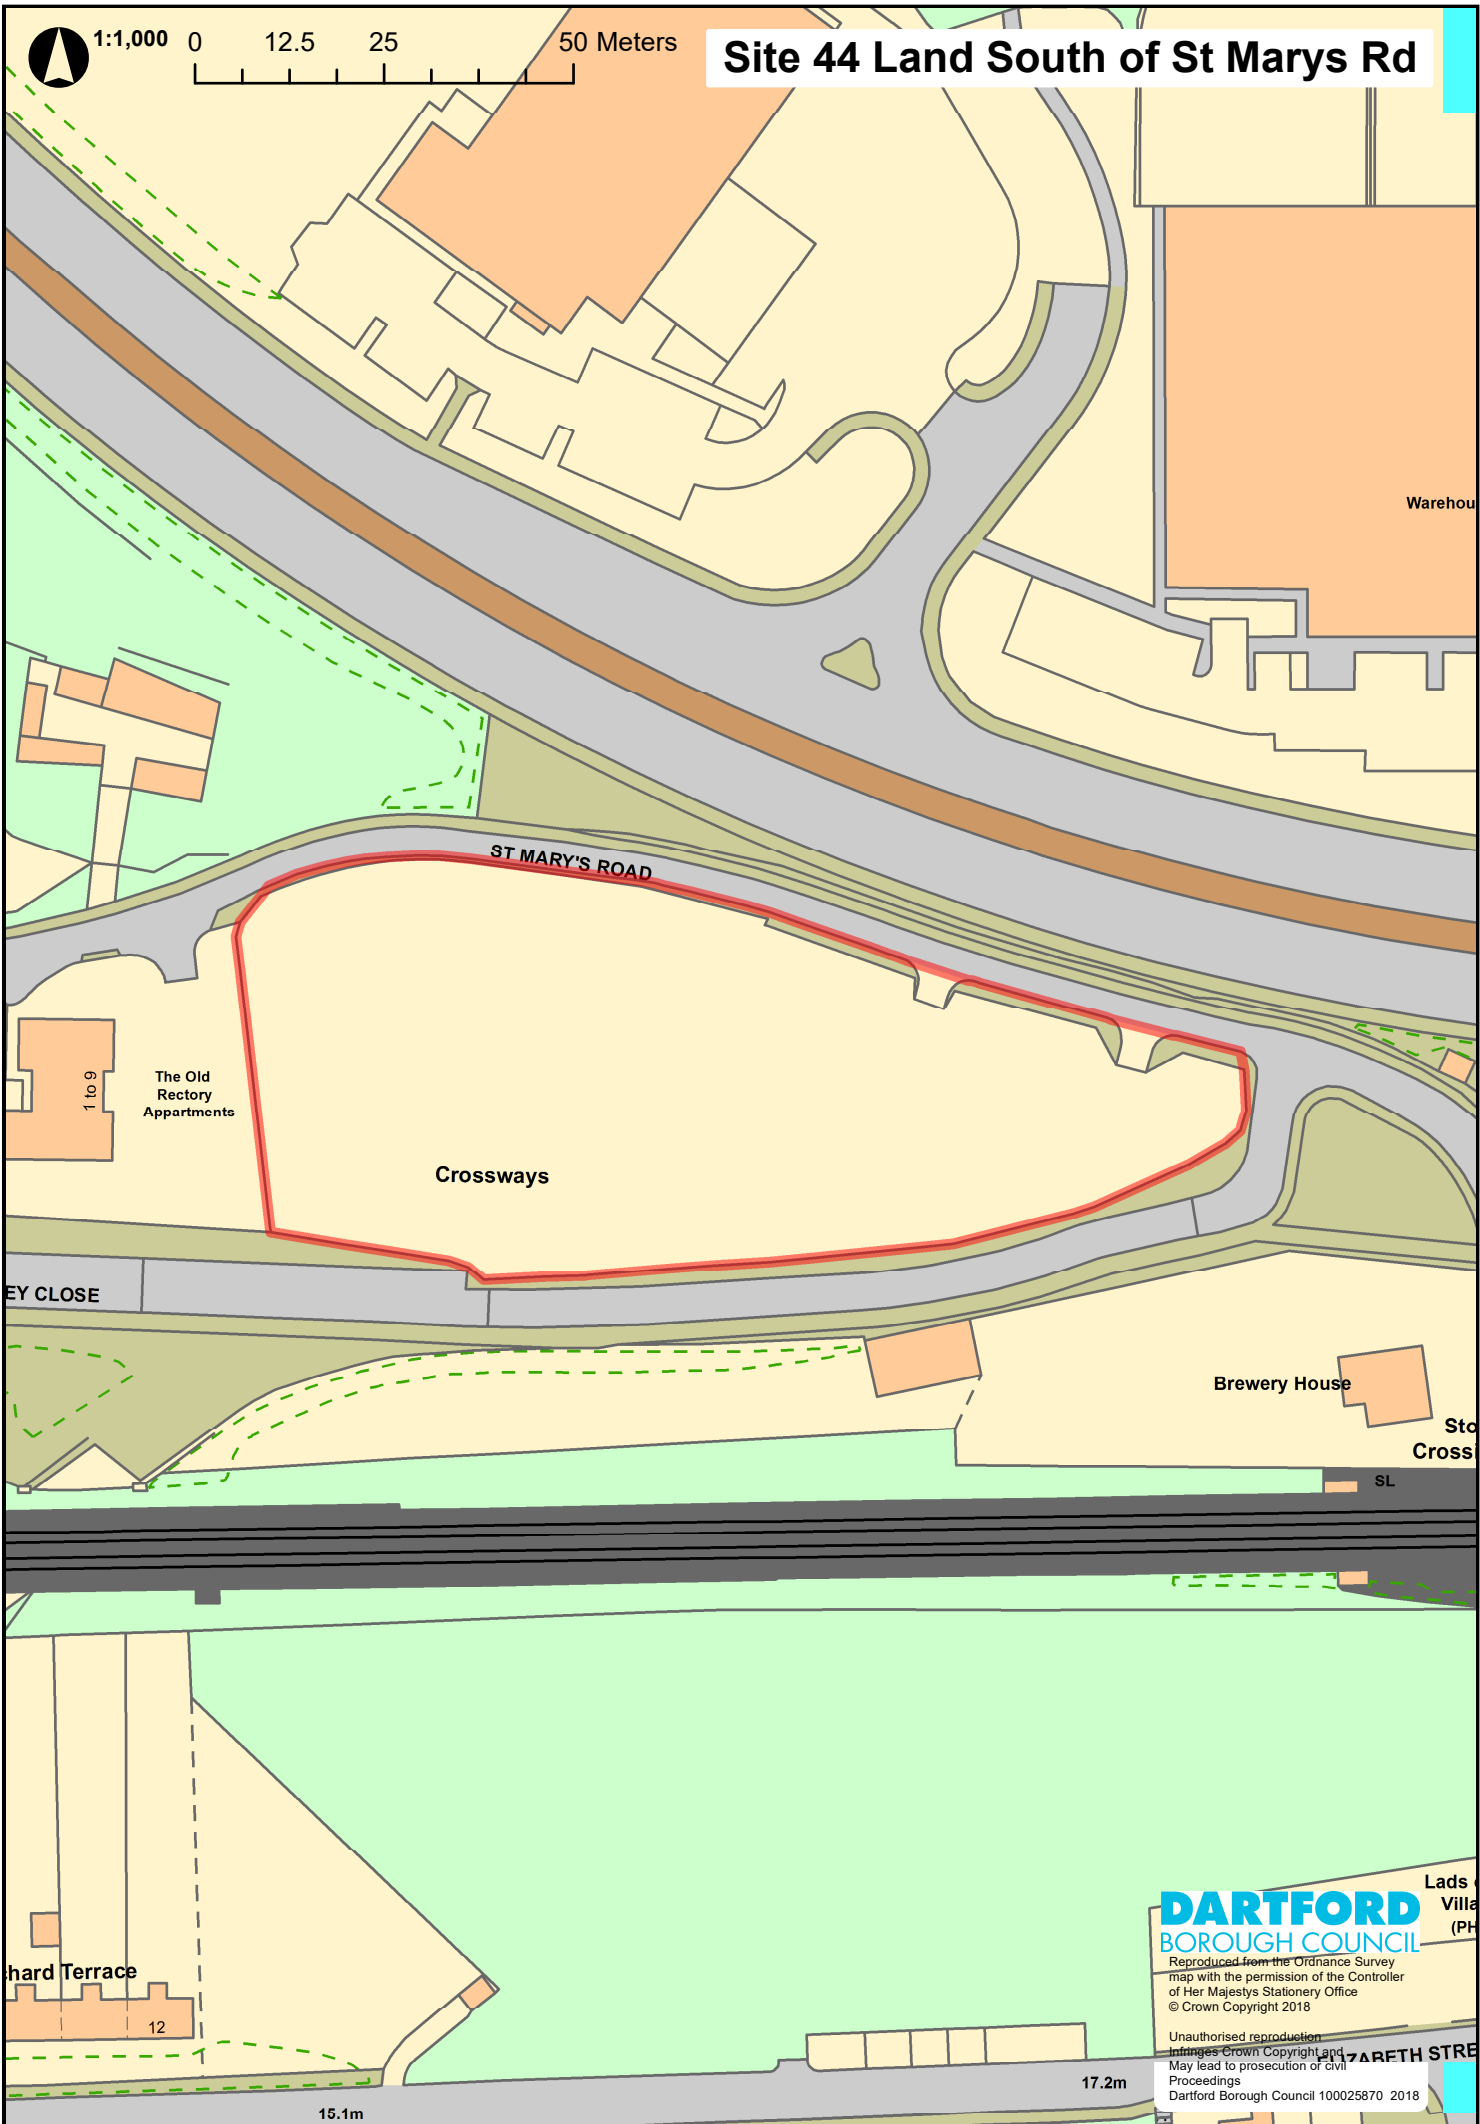 1:1,000 0 12.5 25 50 Meters
Site 44 Land South of St Marys Rd
Warehou
ST MARY'S ROAD
1 to 9
The Old
Rectory
Appartments
Crossways
EY CLOSE
Brewery House
Sto
Crossi
SL
Lads
Villa
(PH
DARTFORD
BOROUGH COUNCIL
Reproduced from the Ordnance Survey
map with the permission of the Controller
of Her Majestys Stationery Office
© Crown Copyright 2018
Unauthorised reproduction
Infringes Crown Copyright and
May lead to prosecution or civil
Proceedings
Dartford Borough Council 100025870 2018
hard Terrace
12
ELIZABETH STRE
17.2m
15.1m